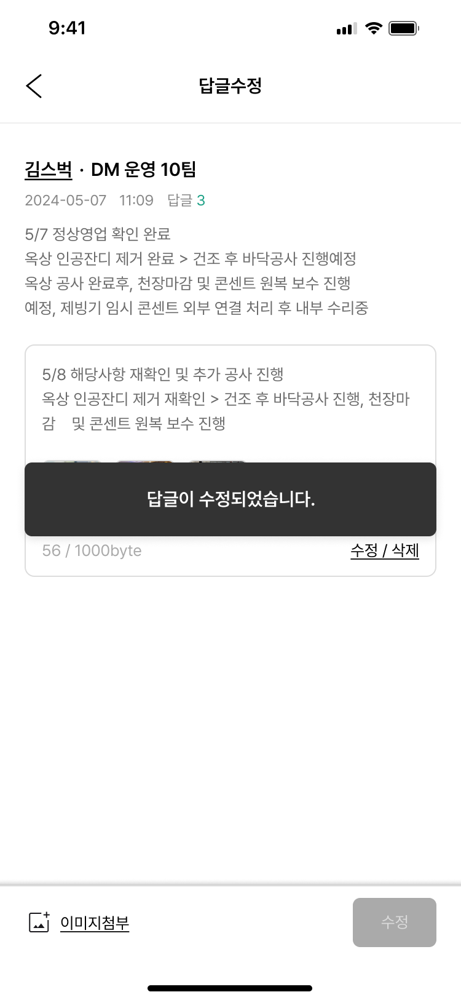 9:41
답글수정
김스벅 · DM 운영 10팀
2024-05-07 11:09 답글 3
5/7 정상영업 확인 완료
옥상 인공잔디 제거 완료 > 건조 후 바닥공사 진행예정
옥상 공사 완료후, 천장마감 및 콘센트 원복 보수 진행
예정, 제빙기 임시 콘센트 외부 연결 처리 후 내부 수리중
5/8 해당사항 재확인 및 추가 공사 진행
옥상 인공잔디 제거 재확인 > 건조 후 바닥공사 진행, 천장마
감 및 콘센트 원복 보수 진행
답글이 수정되었습니다.
56 / 1000byte
수정 / 삭제
이미지첨부
수정